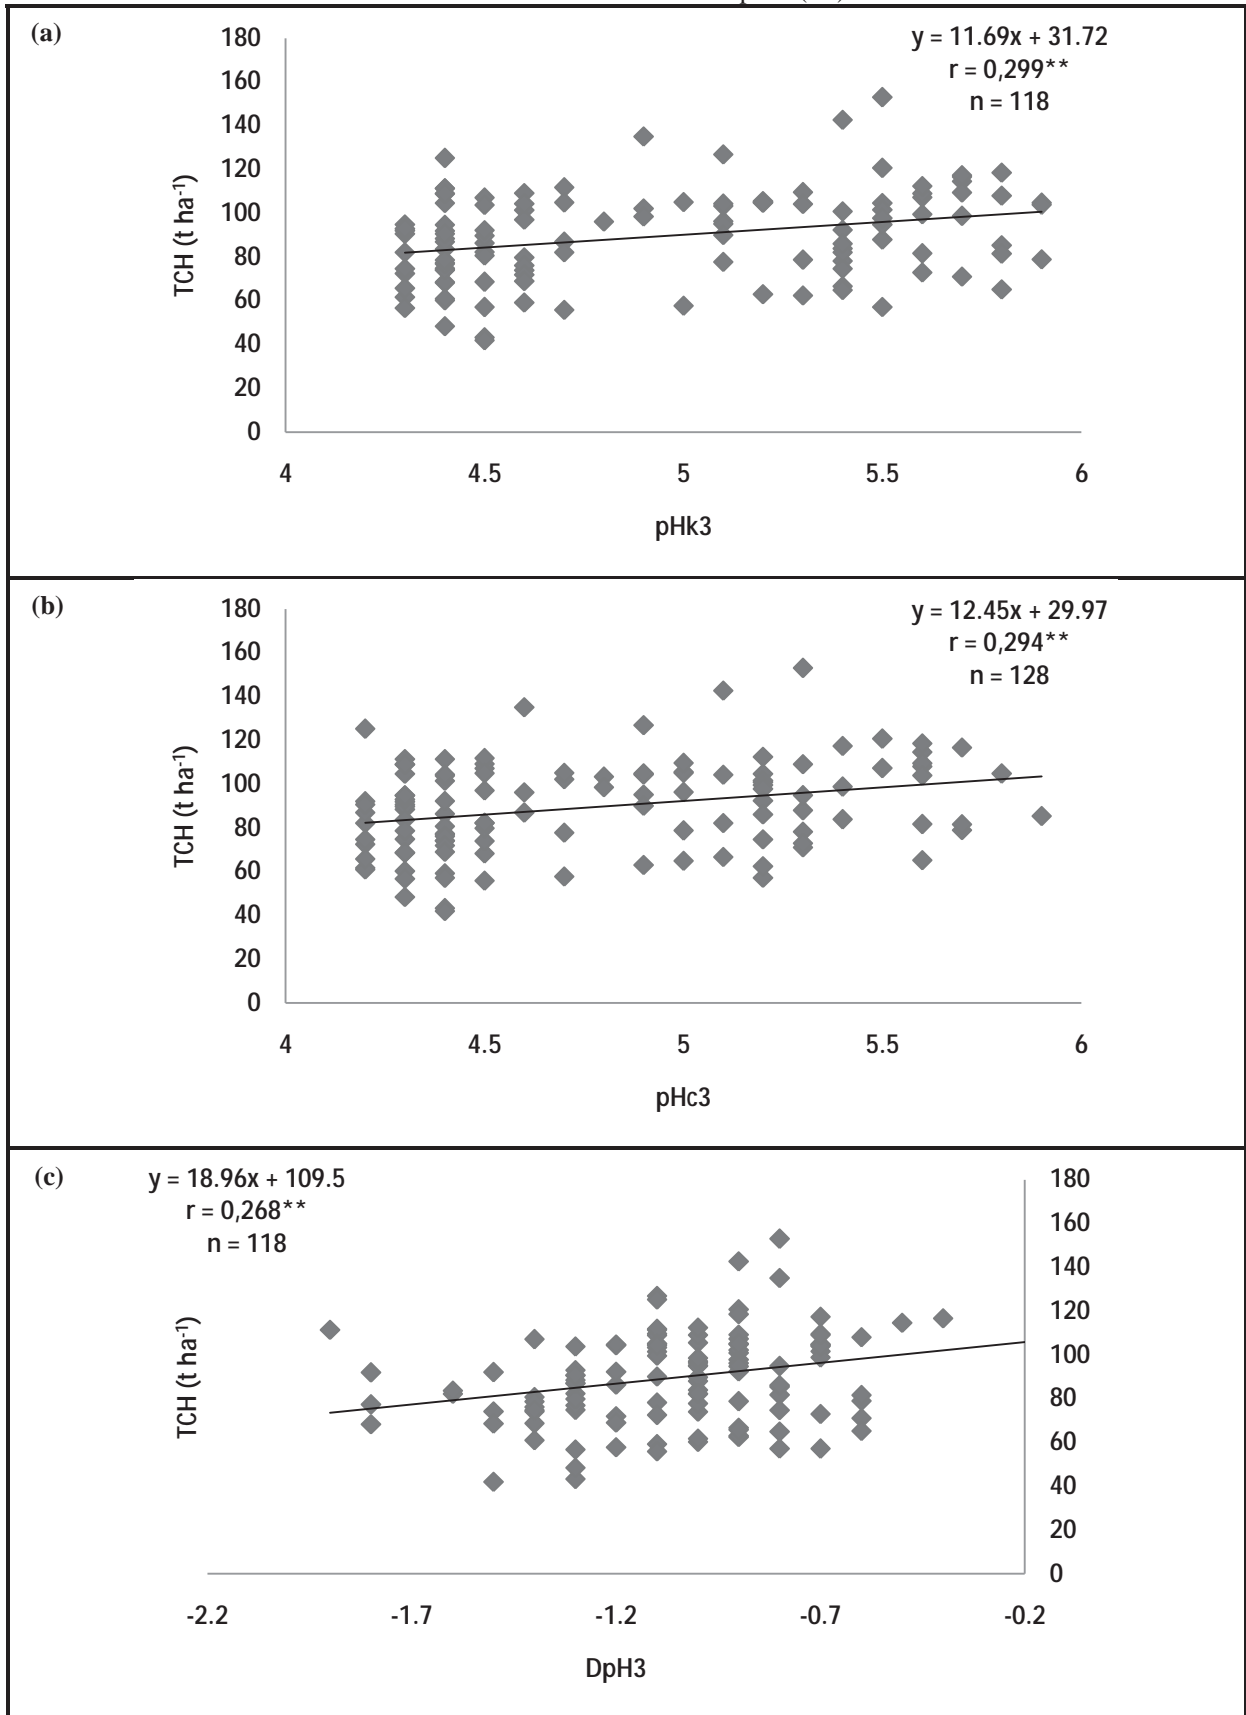 (a)
y = 11.69x + 31.72
r = 0,299**
n = 118
TCH (t ha-1)
180
160
140
120
100
80
60
40
20
0
4 4.5 5 5.5 6
pHk3
(b)
y = 12.45x + 29.97
r = 0,294**
n = 128
TCH (t ha-1)
180
160
140
120
100
80
60
40
20
0
4 4.5 5 5.5 6
pHc3
(c)
y = 18.96x + 109.5
r = 0,268**
n = 118
TCH (t ha-1)
180
160
140
120
100
80
60
40
20
0
-2.2 -1.7 -1.2 -0.7 -0.2
DpH3